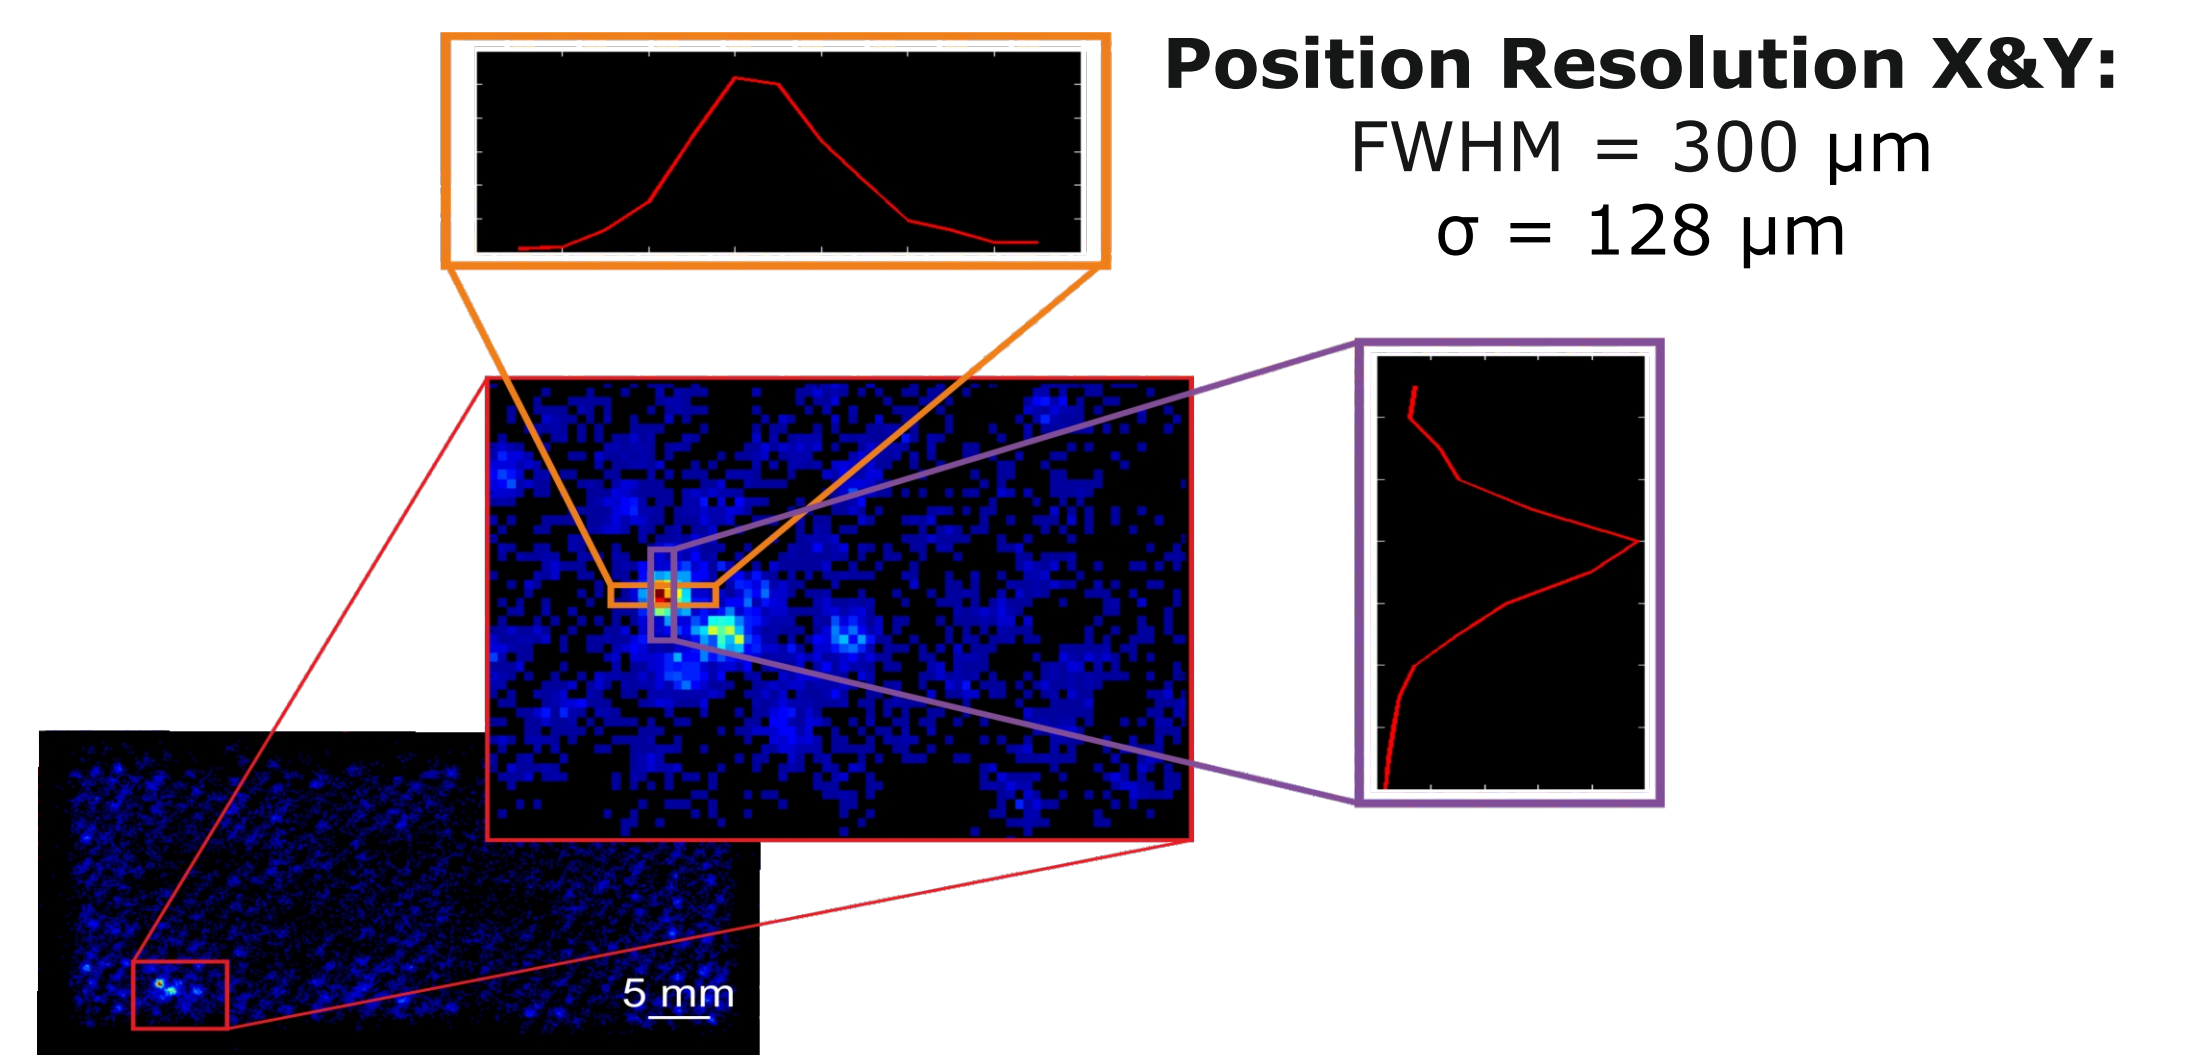 Position Resolution X&Y:
FWHM = 300 μm
σ = 128 μm
5 mm